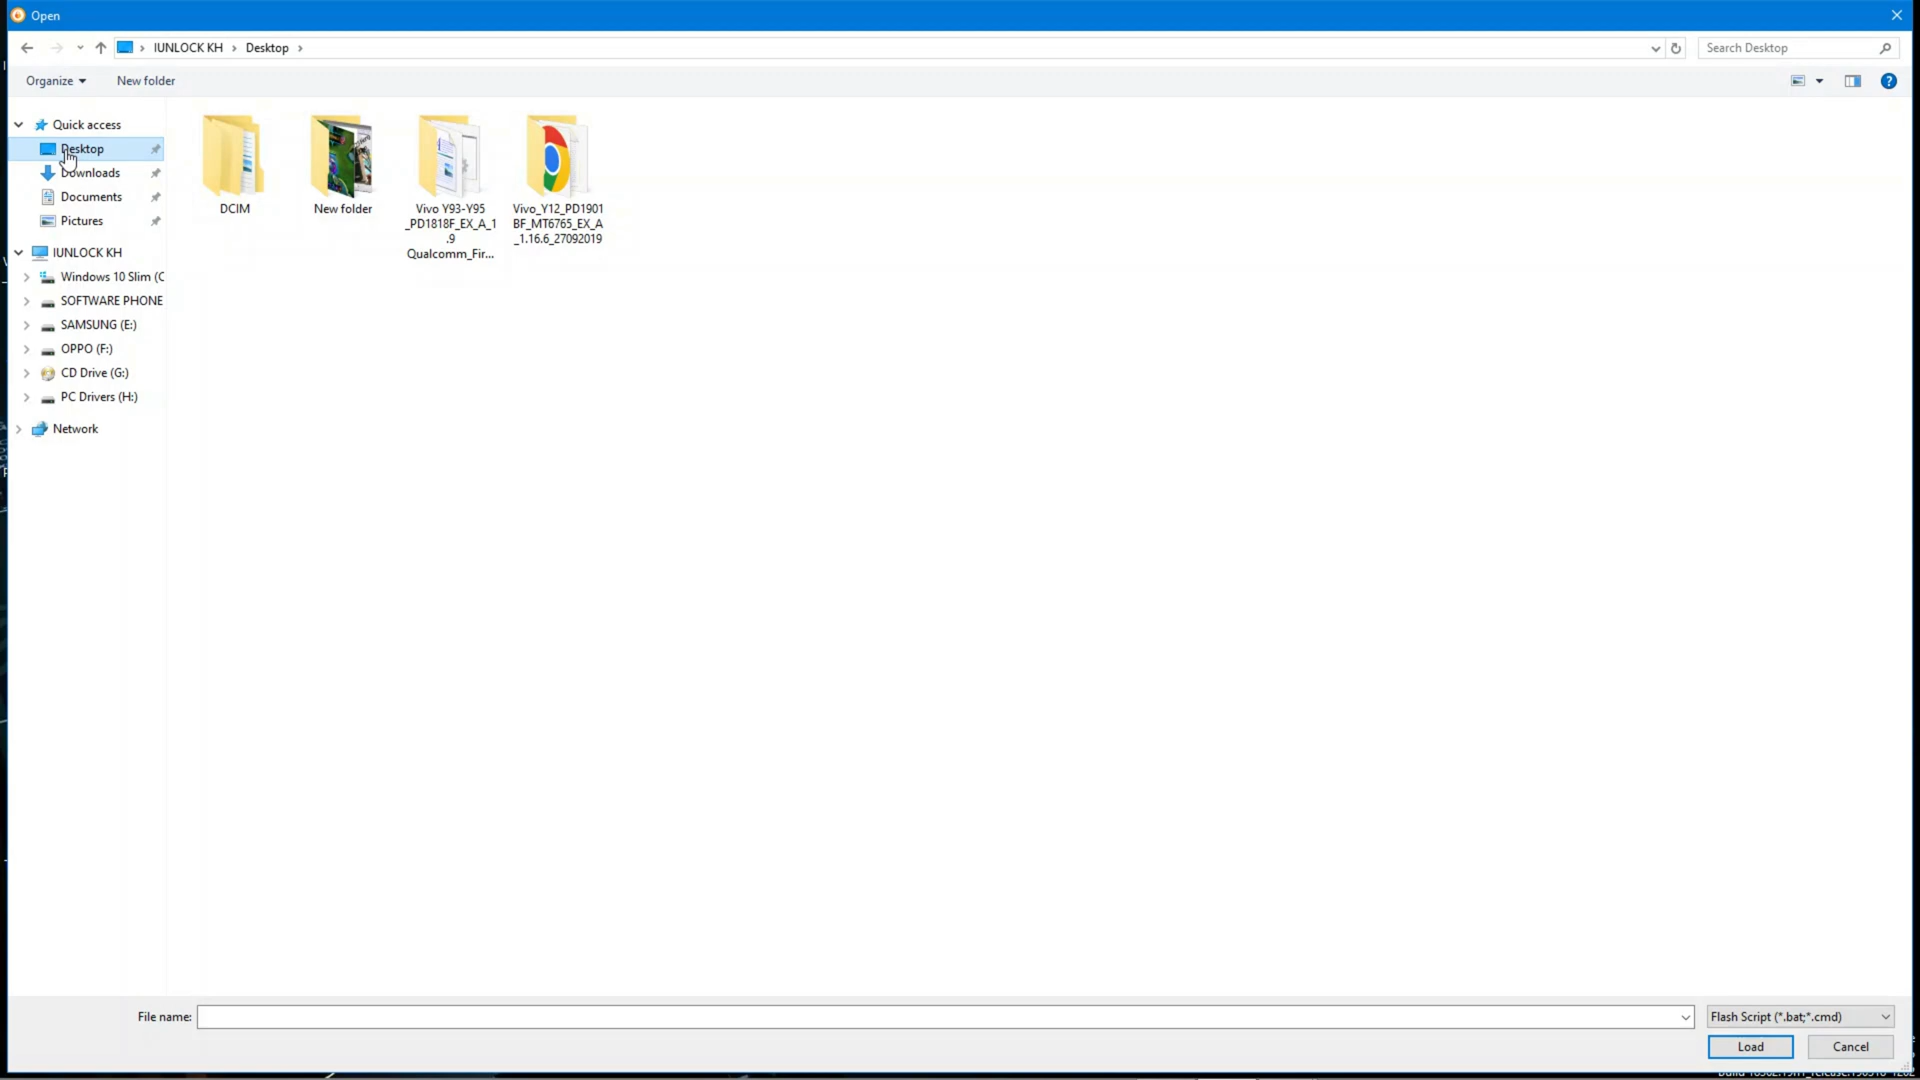 Open
IUNLOCK KH
Desktop
Search Desktop
Organize
New folder
Quick access
Desktop
Downloads
Documents
Pictures
IUNLOCK KH
Windows 10 Slim (C
SOFTWARE PHONE
SAMSUNG (E:)
OPPO (F:)
CD Drive (G:)
PC Drivers (H:)
Network
DCIM
New folder
Vivo Y93-Y95
_PD1818F_EX_A_1
.9
Qualcomm_Fir...
Vivo_Y12_PD1901
BF_MT6765_EX_A
_1.16.6_27092019
File name:
Flash Script (*.bat;*.cmd)
Load
Cancel